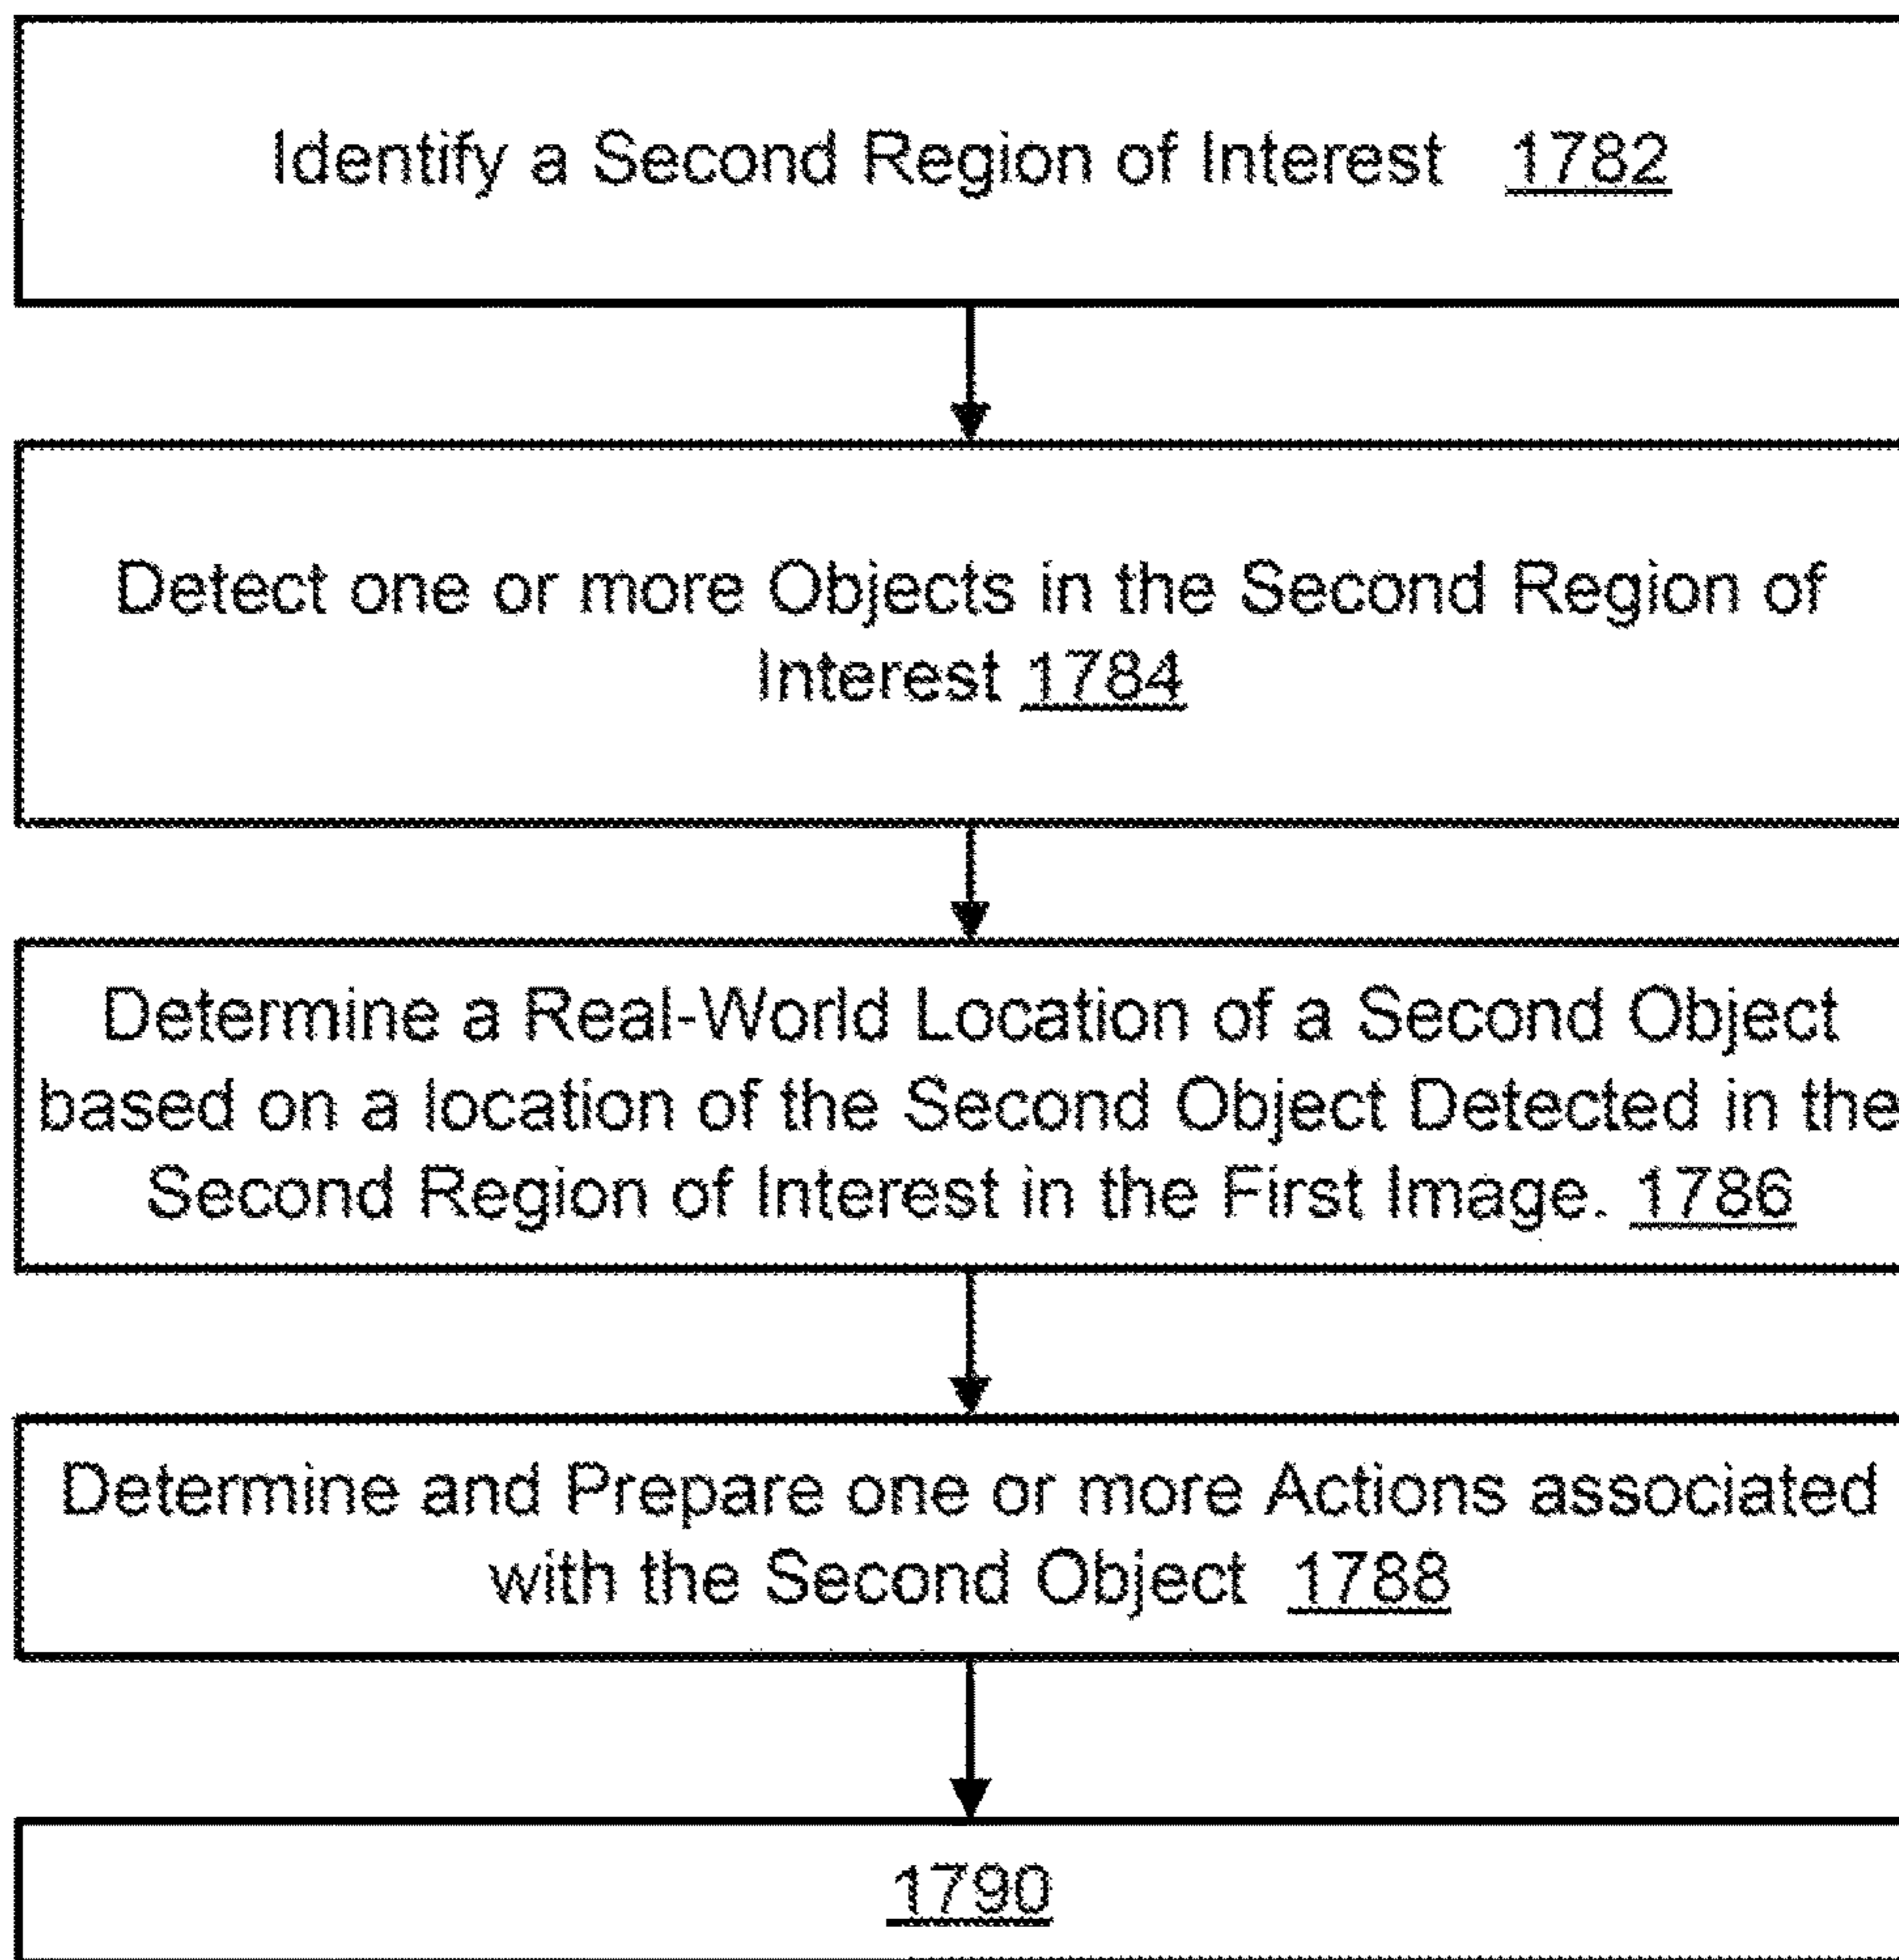 Identify a Second Region of Interest 1782
Detect one or more Objects in the Second Region of
Interest 1784
Determine a Real-World Location of a Second Object
based on a location of the Second Object Detected in the
Second Region of Interest in the First Image. 1786
Determine and Prepare one or more Actions associated
with the Second Object 1788
1790